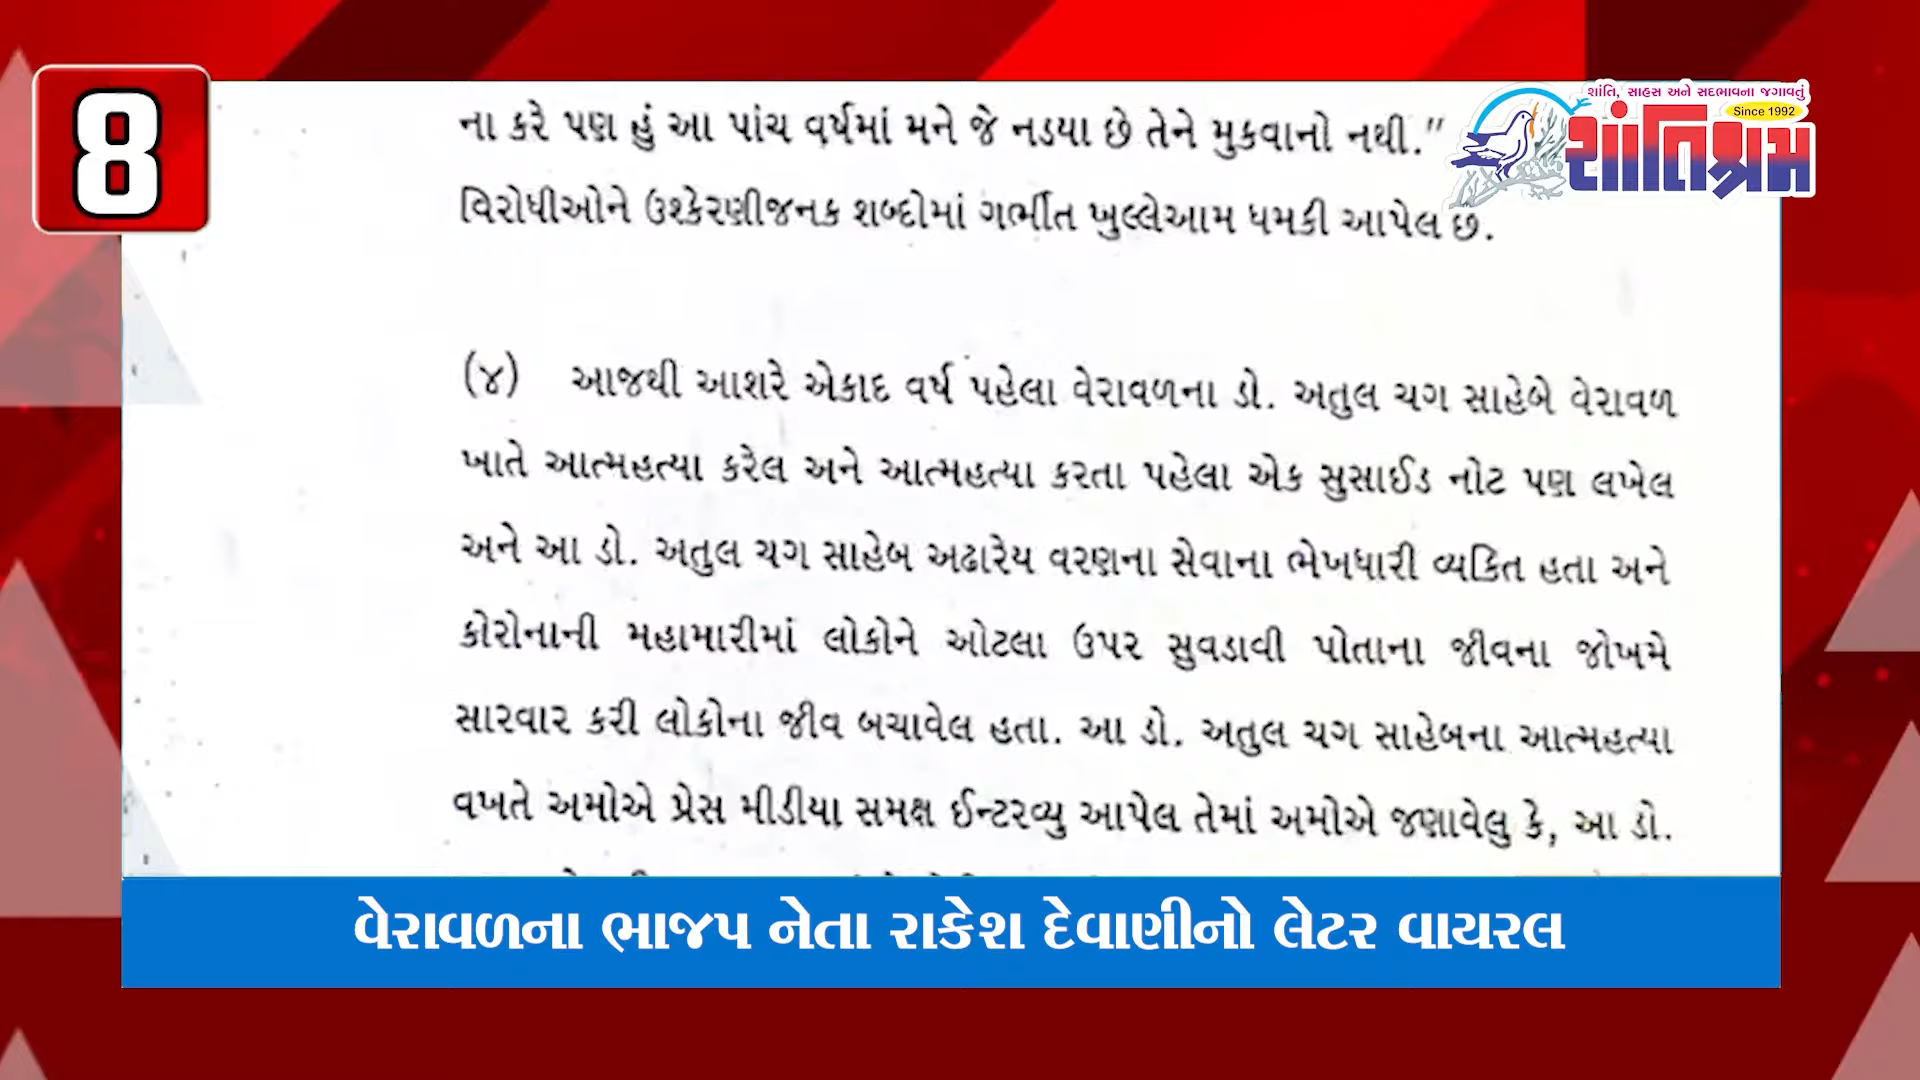 8
શાંતિ, સાહસ અને સદભાવના જગાવતું
Since 1992
શાંતિશ્રમ
ના કરે પણ હું આ પાંચ વર્ષમાં મને જે નડયા છે તેને મુકવાનો નથી."
વિરોધીઓને ઉશ્કેરણીજનક શબ્દોમાં ગર્ભીત ખુલ્લેઆમ ધમકી આપેલ છ.
(૪) આજથી આશરે એકાદ વર્ષ પહેલા વેરાવળના ડો. અતુલ ચગ સાહેબે વેરાવળ
ખાતે આત્મહત્યા કરેલ અને આત્મહત્યા કરતા પહેલા એક સુસાઈડ નોટ પણ લખેલ
અને આ ડો. અતુલ ચગ સાહેબ અઢારેય વરણના સેવાના ભેખધારી વ્યકિત હતા અને
કોરોનાની મહામારીમાં લોકોને ઓટલા ઉપર સુવડાવી પોતાના જીવના જોખમે
સારવાર કરી લોકોના જીવ બચાવેલ હતા. આ ડો. અતુલ ચગ સાહેબના આત્મહત્યા
વખતે અમોએ પ્રેસ મીડીયા સમક્ષ ઈન્ટરવ્યુ આપેલ તેમાં અમોએ જણાવેલુ કે, આ ડો.
વેરાવળના ભાજપ નેતા રાકેશ દેવાણીનો લેટર વાયરલ